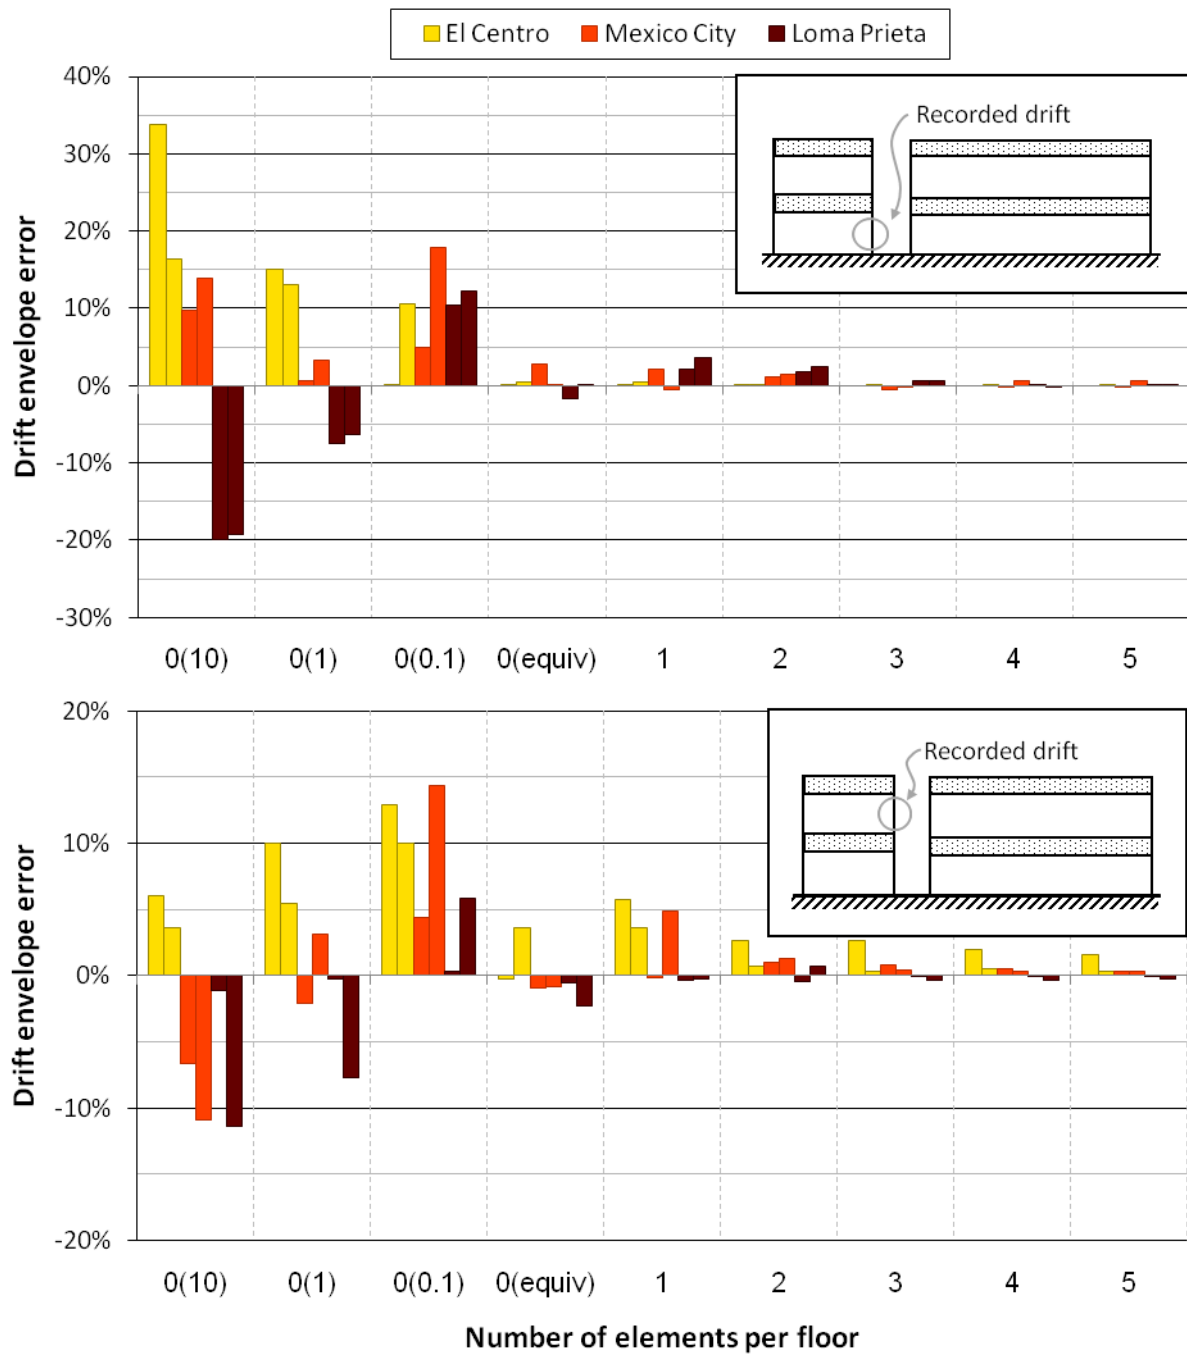 El Centro Mexico City Loma Prieta
40%
30%
20%
10%
0%
-10%
-20%
-30%
Drift envelope error
Recorded drift
0(10) 0(1) 0(0.1) 0(equiv) 1 2 3 4 5
20%
10%
0%
-10%
-20%
Drift envelope error
Recorded drift
0(10) 0(1) 0(0.1) 0(equiv) 1 2 3 4 5
Number of elements per floor